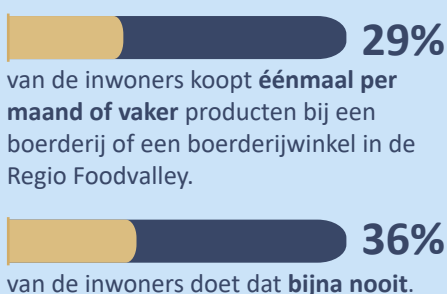 29%
van de inwoners koopt éénmaal per
maand of vaker producten bij een
boerderij of een boerderijwinkel in de
Regio Foodvalley.
36%
van de inwoners doet dat bijna nooit.